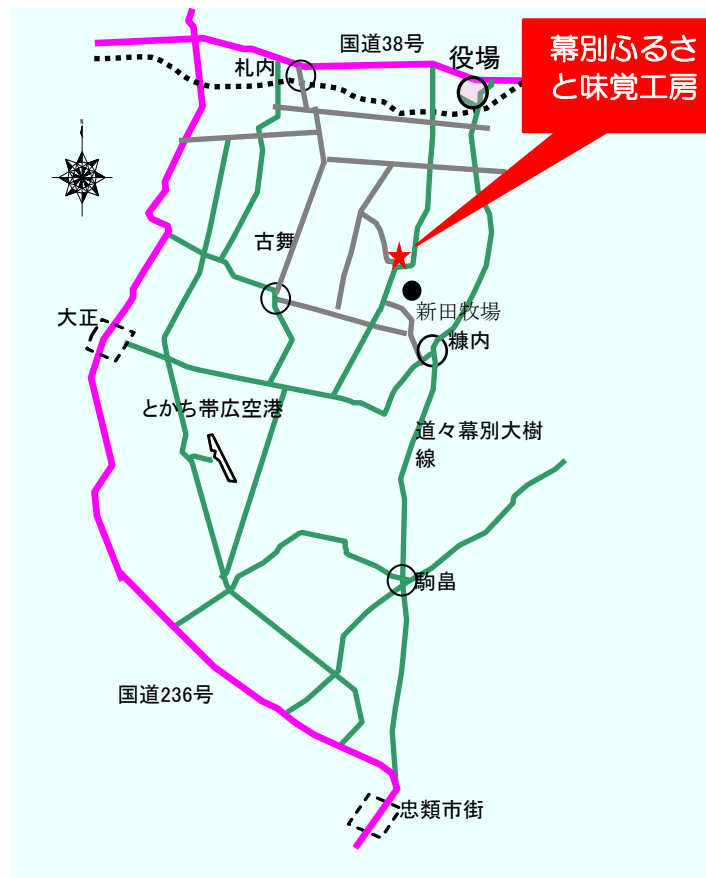 国道38号
役場
幕別ふるさ
と味覚工房
札内
N
古舞
新田牧場
大正
糠内
とかち帯広空港
道々幕別大樹
線
駒畠
国道236号
忠類市街